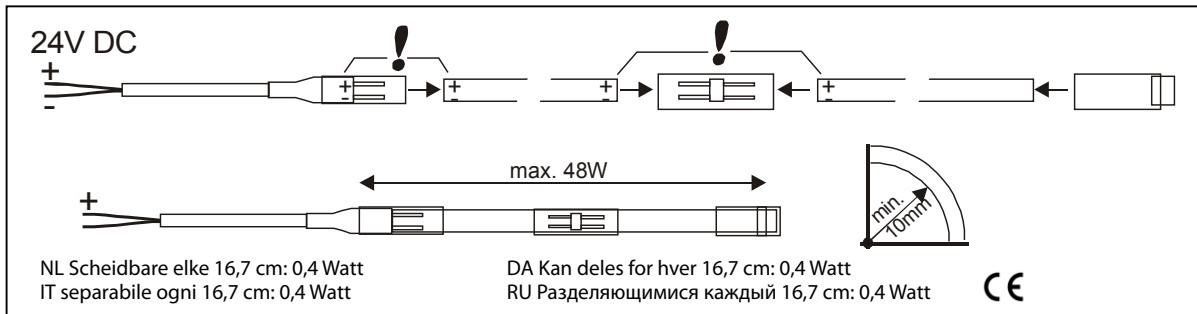 24V DC
+
-
!
!
+
-
+
-
+
-
+
-
max. 48W
+
min.
10mm
NL Scheidbare elke 16,7 cm: 0,4 Watt
IT separabile ogni 16,7 cm: 0,4 Watt
DA Kan deles for hver 16,7 cm: 0,4 Watt
RU Разделяющимися каждый 16,7 cm: 0,4 Watt
CE